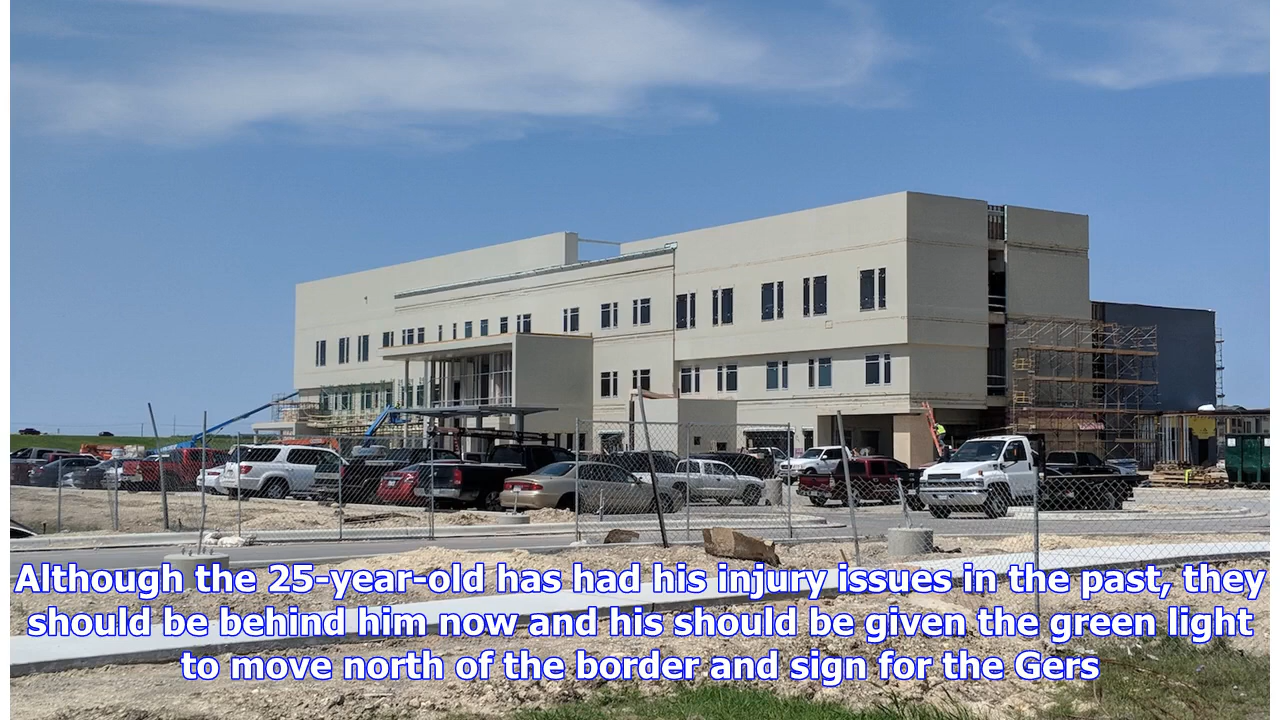 Although the 25-year-old has had his injury issues in the past, they
should be behind him now and his should be given the green light
to move north of the border and sign for the Gers